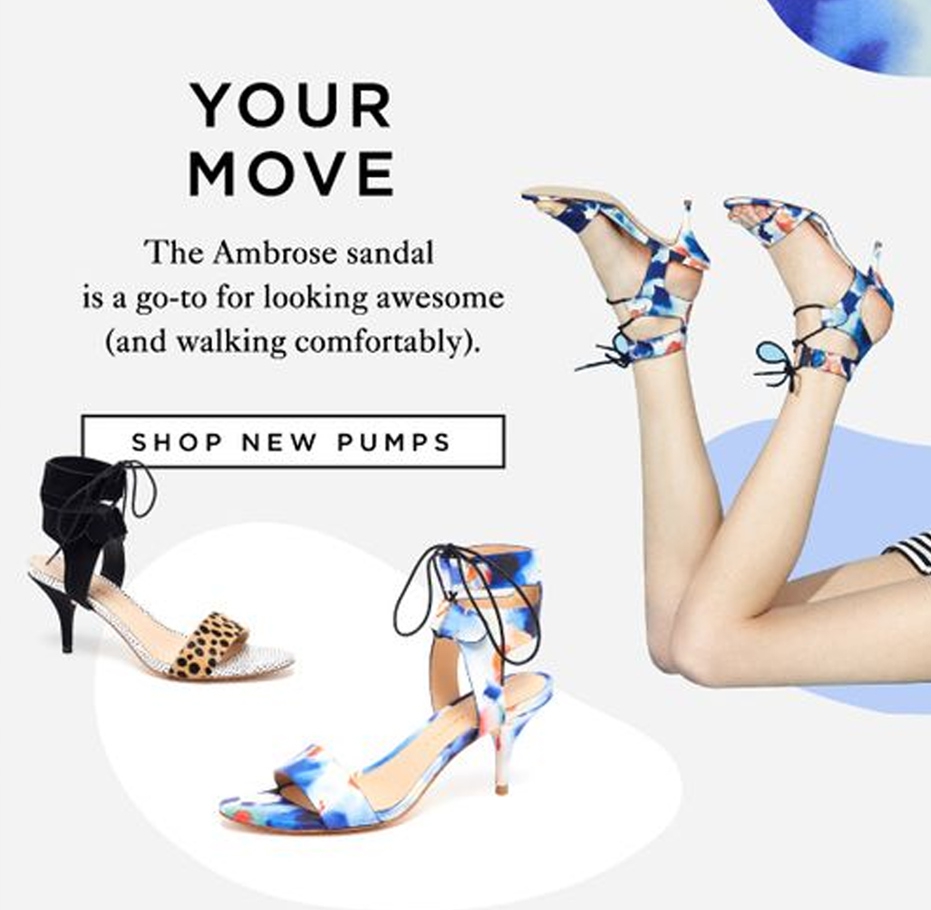 YOUR
MOVE
The Ambrose sandal
is a go-to for looking awesome
(and walking comfortably).
SHOP NEW PUMPS